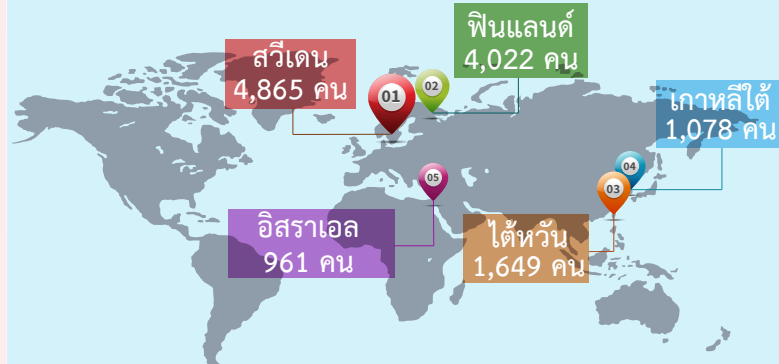 ฟินแลนด์
4,022 คน
สวีเดน
4,865 คน
02
01
เกาหลีใต้
1,078 คน
04
05
03
อิสราเอล
961 คน
ไต้หวัน
1,649 คน